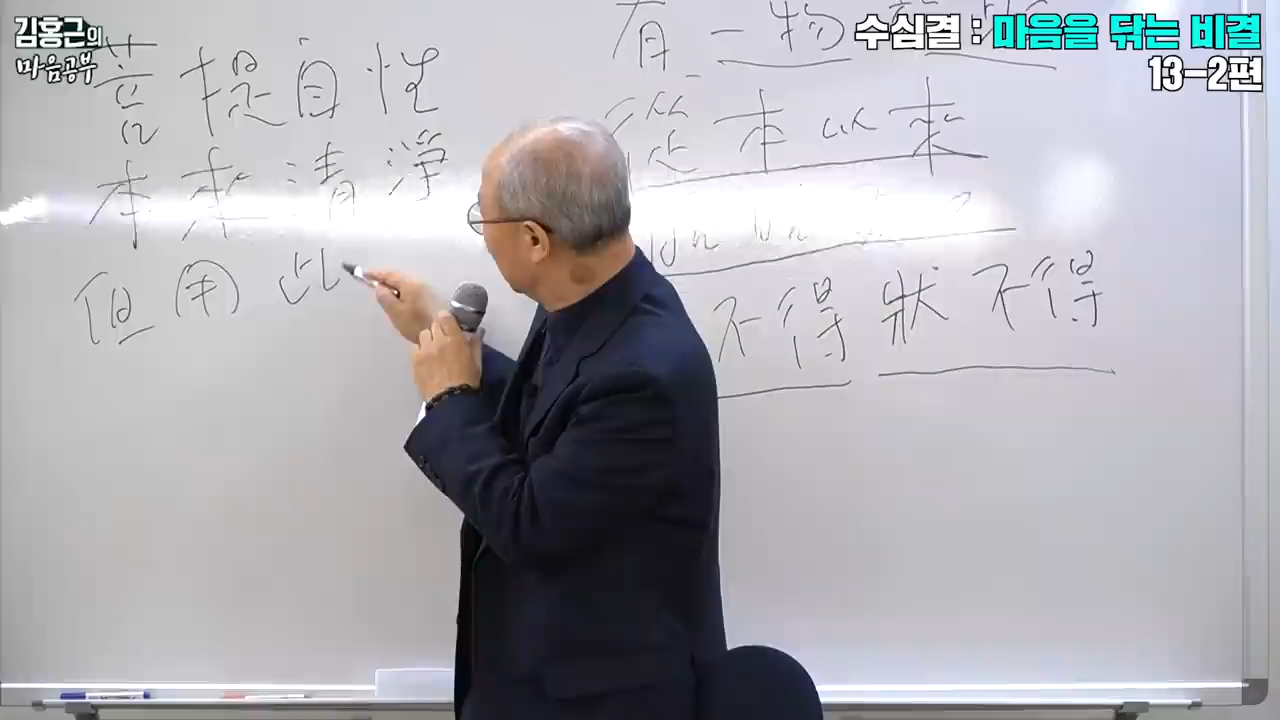 김홍근의
마음공부
수심결 : 마음을 닦는 비결
13-2편
菩提自性
本來清淨
但用此
有一物
從本以來
不得 狀不得